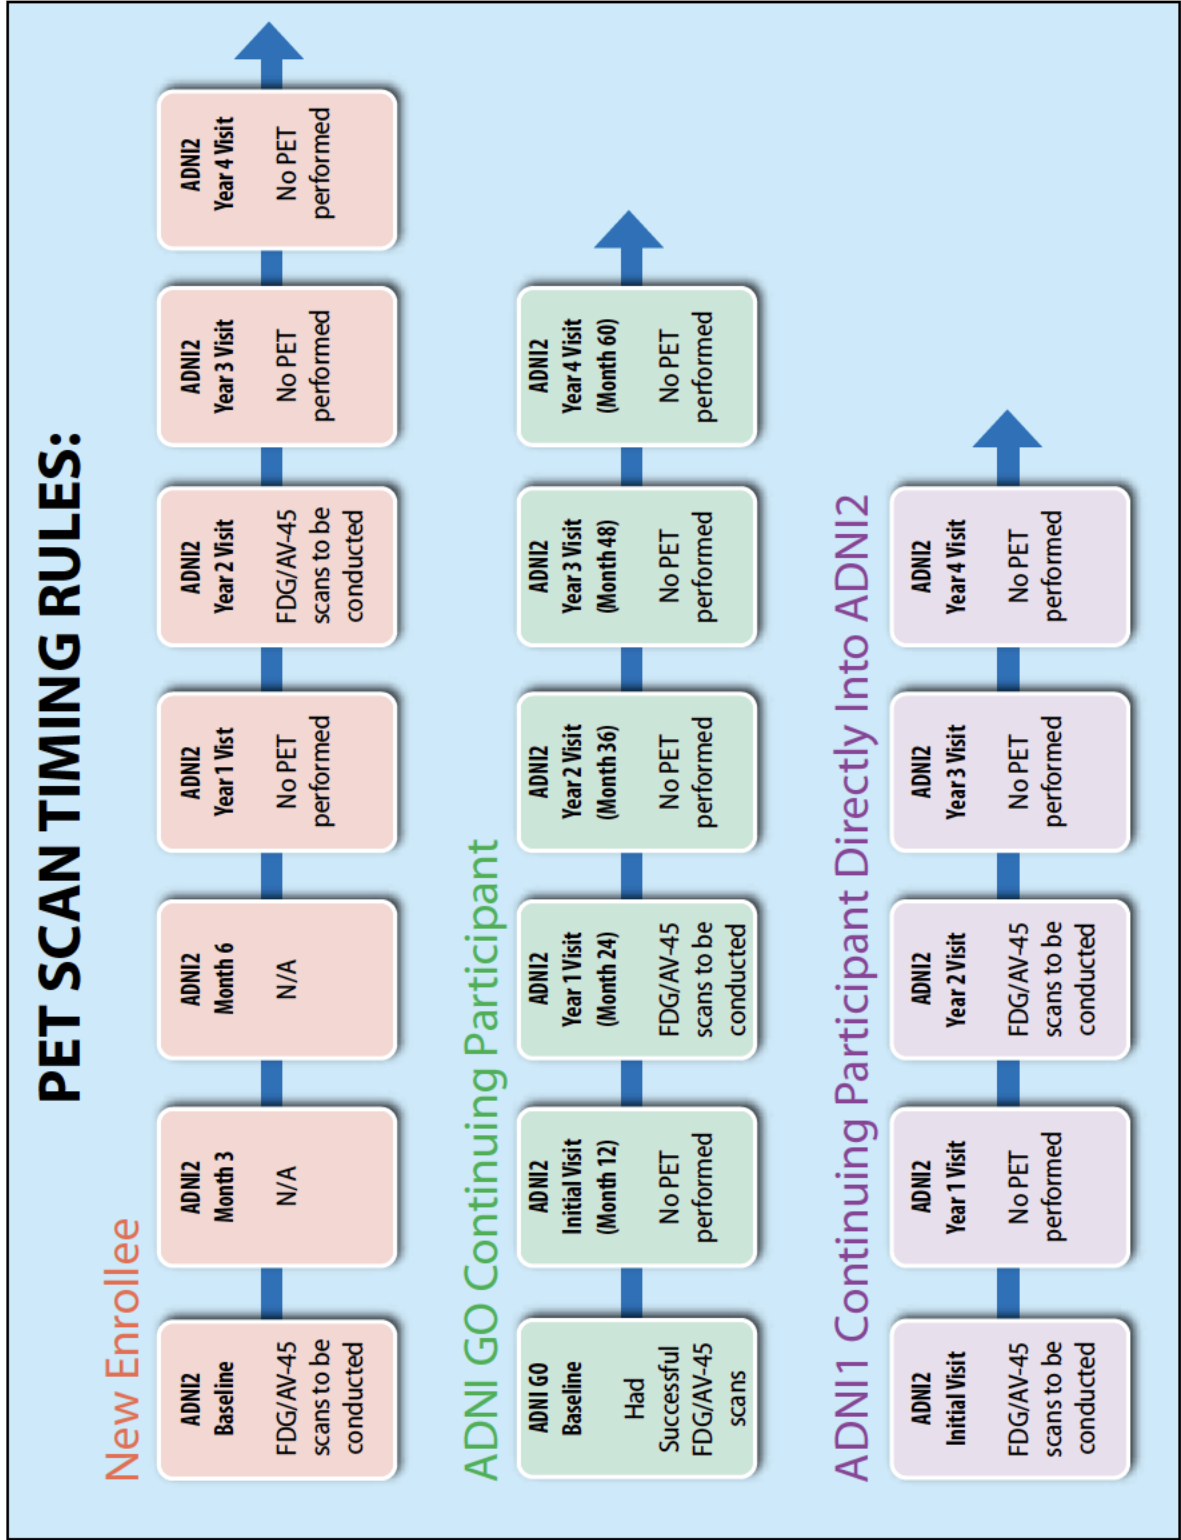 PET SCAN TIMING RULES:
New Enrollee
ADNI2
Baseline
FDG/AV-45
scans to be
conducted
ADNI2
Month 3
N/A
ADNI2
Month 6
N/A
ADNI2
Year 1 Vist
No PET
performed
ADNI2
Year 2 Visit
FDG/AV-45
scans to be
conducted
ADNI2
Year 3 Visit
No PET
performed
ADNI2
Year 4 Visit
No PET
performed
ADNI GO Continuing Participant
ADNI GO
Baseline
Had
Successful
FDG/AV-45
scans
ADNI2
Initial Visit
(Month 12)
No PET
performed
ADNI2
Year 1 Visit
(Month 24)
FDG/AV-45
scans to be
conducted
ADNI2
Year 2 Visit
(Month 36)
No PET
performed
ADNI2
Year 3 Visit
(Month 48)
No PET
performed
ADNI2
Year 4 Visit
(Month 60)
No PET
performed
ADNI1 Continuing Participant Directly Into ADNI2
ADNI2
Initial Visit
FDG/AV-45
scans to be
conducted
ADNI2
Year 1 Visit
No PET
performed
ADNI2
Year 2 Visit
FDG/AV-45
scans to be
conducted
ADNI2
Year 3 Visit
No PET
performed
ADNI2
Year 4 Visit
No PET
performed